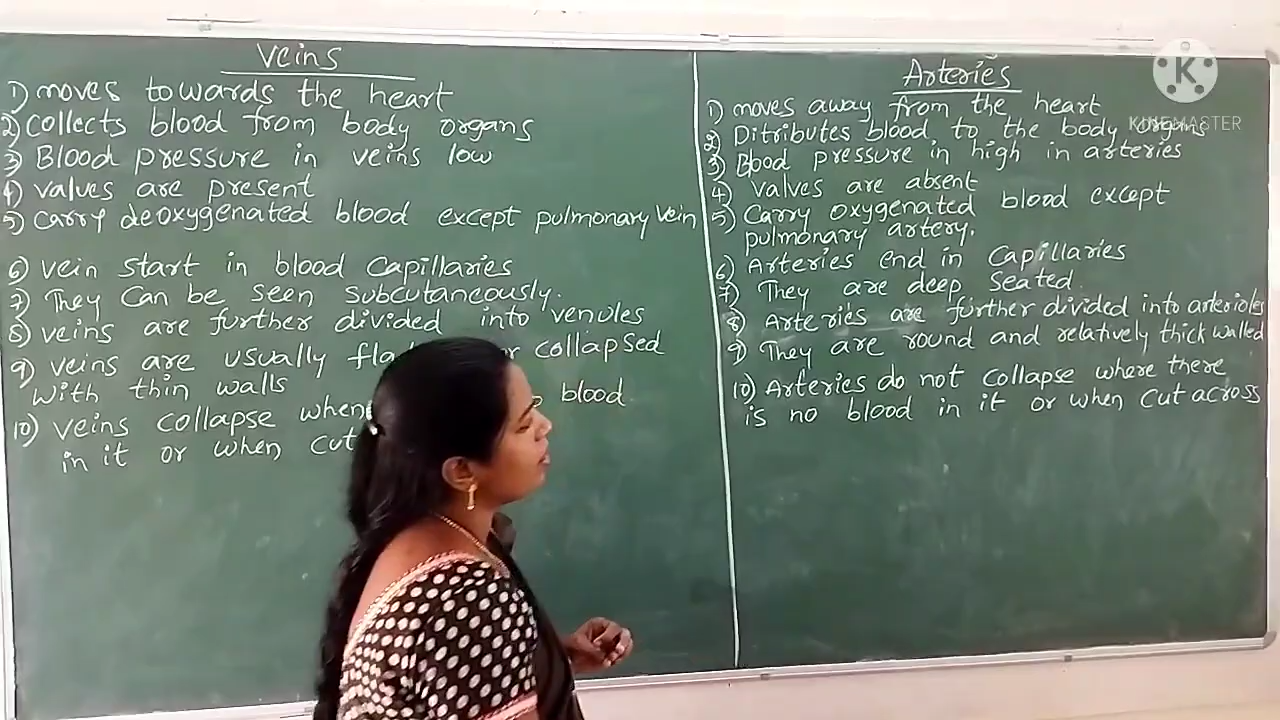 Veins
1) moves towards the heart
2) Collects blood from body organs
3) Blood pressure in veins low
4) valves are present
5) Carry deoxygenated blood except pulmonary vein
6) vein start in blood capillaries
7) They can be seen subcutaneously.
8) veins are further divided into venules
9) veins are usually collapsed
with thin walls
10) veins collapse when blood
in it or when cut
Arteries
1) moves away from the heart
2) Ditributes blood to the body organs
3) Blood pressure in high in arteries
4) valves are absent
5) Carry oxygenated blood except
pulmonary artery.
6) Arteries end in Capillaries
7) They are deep seated.
8) Arteries are further divided into arterioles
9) They are round and relatively thick walled
10) Arteries do not collapse where there
is no blood in it or when cut across
K
KINEMASTER